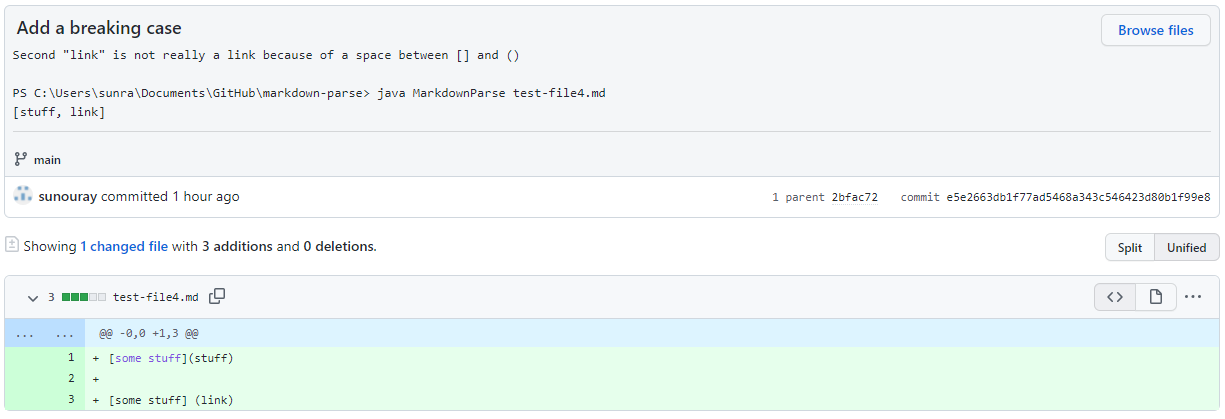 Add a breaking case
Browse files
Second "link" is not really a link because of a space between [] and ()
PS C:\Users\sunra\Documents\GitHub\markdown-parse> java MarkdownParse test-file4.md
[stuff, link]
main
sunouray committed 1 hour ago
1 parent 2bfac72 commit e5e2663db1f77ad5468a343c546423d80b1f99e8
Showing 1 changed file with 3 additions and 0 deletions.
Split Unified
3 test-file4.md
... ... @@ -0,0 +1,3 @@
1 + [some stuff](stuff)
2 +
3 + [some stuff] (link)